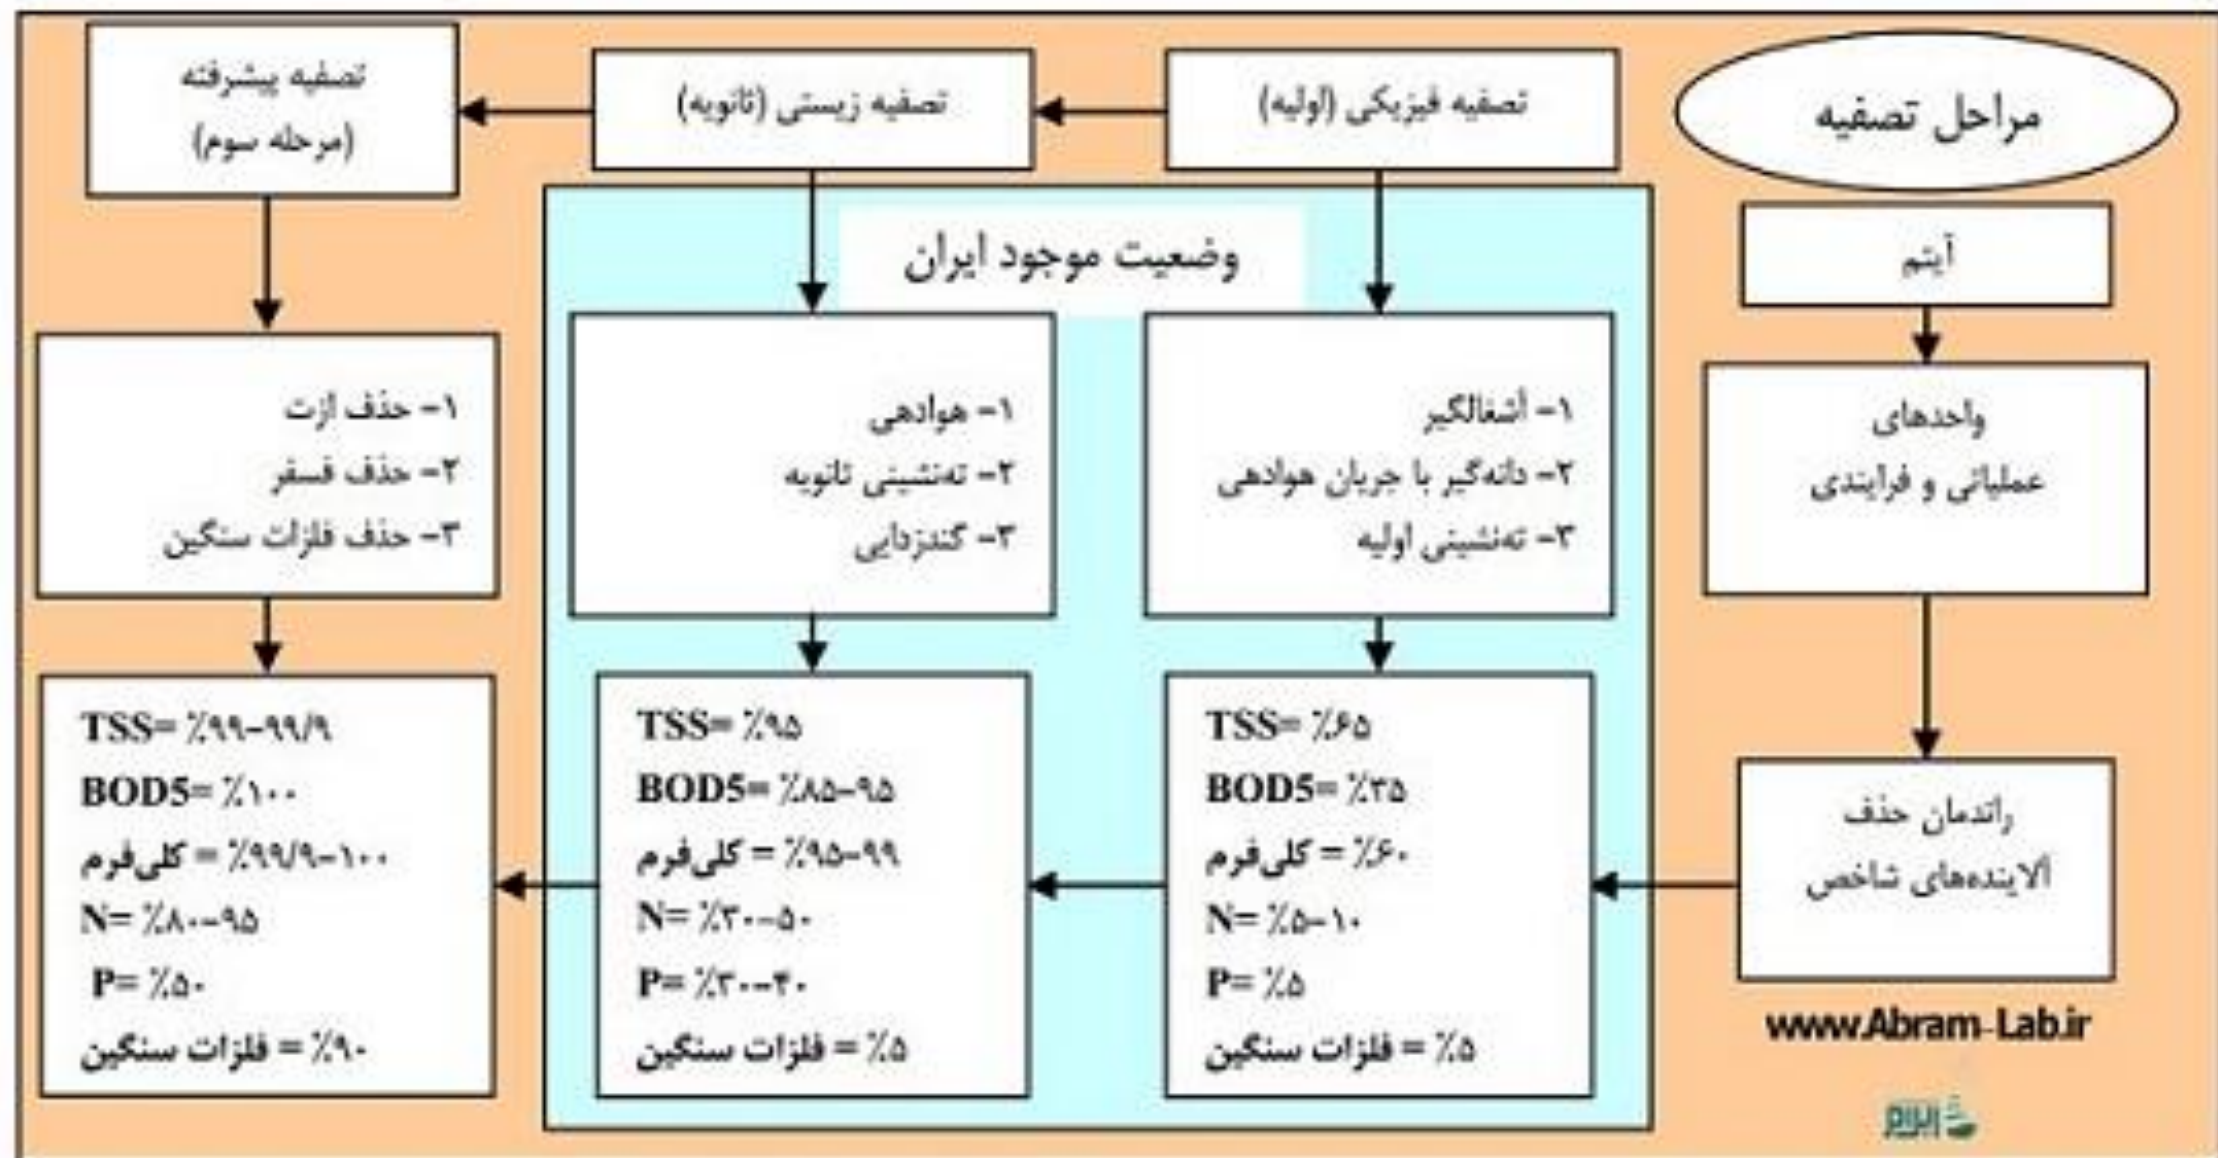 مراحل تصفیه
تصفیه فیزیکی (اولیه)
تصفیه زیستی (ثانویه)
تصفیه پیشرفته
(مرحله سوم)
وضعیت موجود ایران
آیتم
واحدهای
عملیاتی و فرایندی
۱- آشغالگیر
۲- دانه‌گیر با جریان هوادهی
۳- ته‌نشینی اولیه
۱- هوادهی
۲- ته‌نشینی ثانویه
۳- گندزدایی
۱- حذف ازت
۲- حذف فسفر
۳- حذف فلزات سنگین
راندمان حذف
آلاینده‌های شاخص
TSS= %۶۵
BOD5= %۳۵
کلی‌فرم = %۶۰
N= %۵-۱۰
P= %۵
فلزات سنگین = %۵
TSS= %۹۵
BOD5= %۸۵-۹۵
کلی‌فرم = %۹۵-۹۹
N= %۳۰-۵۰
P= %۳۰-۴۰
فلزات سنگین = %۵
TSS= %۹۹-۹۹/۹
BOD5= %۱۰۰
کلی‌فرم = %۹۹/۹-۱۰۰
N= %۸۰-۹۵
P= %۵۰
فلزات سنگین = %۹۰
www.Abram-Lab.ir
ابرام